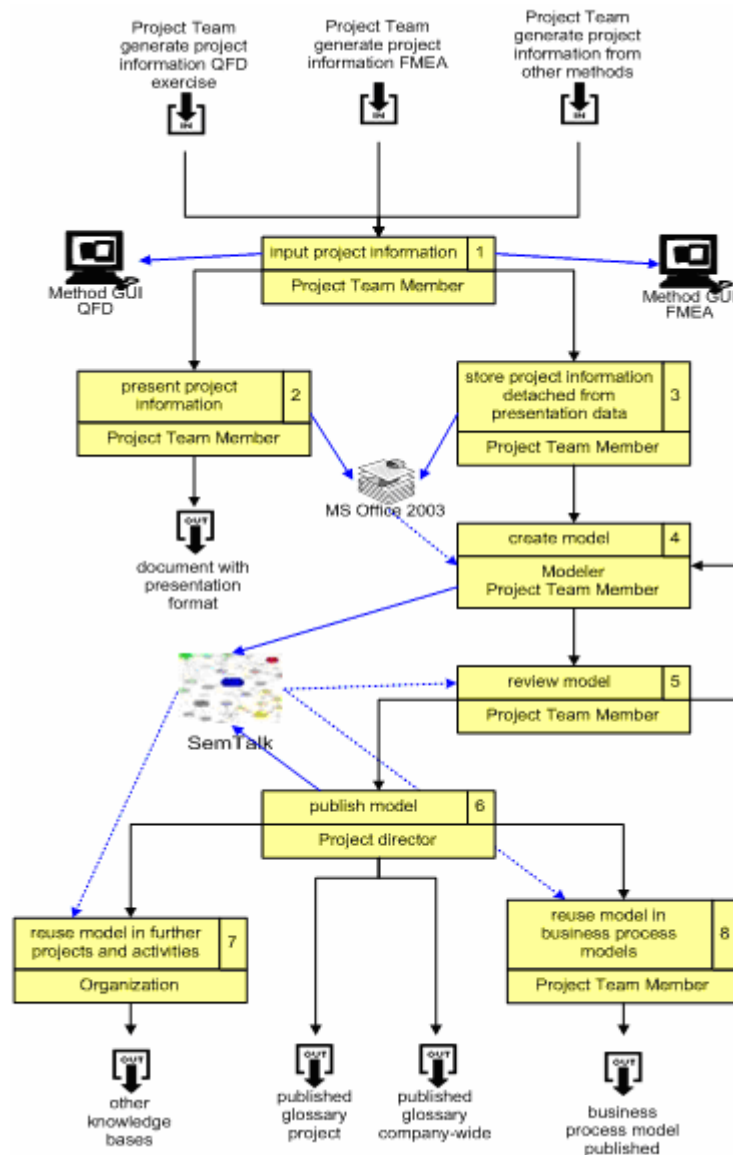 Project Team
generate project
information QFD
exercise
Project Team
generate project
information FMEA
Project Team
generate project
information from
other methods
IN
IN
IN
input project information
1
Project Team Member
Method GUI
QFD
Method GUI
FMEA
present project
information
2
Project Team Member
store project information
detached from
presentation data
3
Project Team Member
MS Office 2003
OUT
document with
presentation
format
create model
4
Modeler
Project Team Member
review model
5
Project Team Member
SemTalk
publish model
6
Project director
reuse model in further
projects and activities
7
Organization
reuse model in
business process
models
8
Project Team Member
OUT
other
knowledge
bases
OUT
published
glossary
project
OUT
published
glossary
company-wide
OUT
business
process model
published